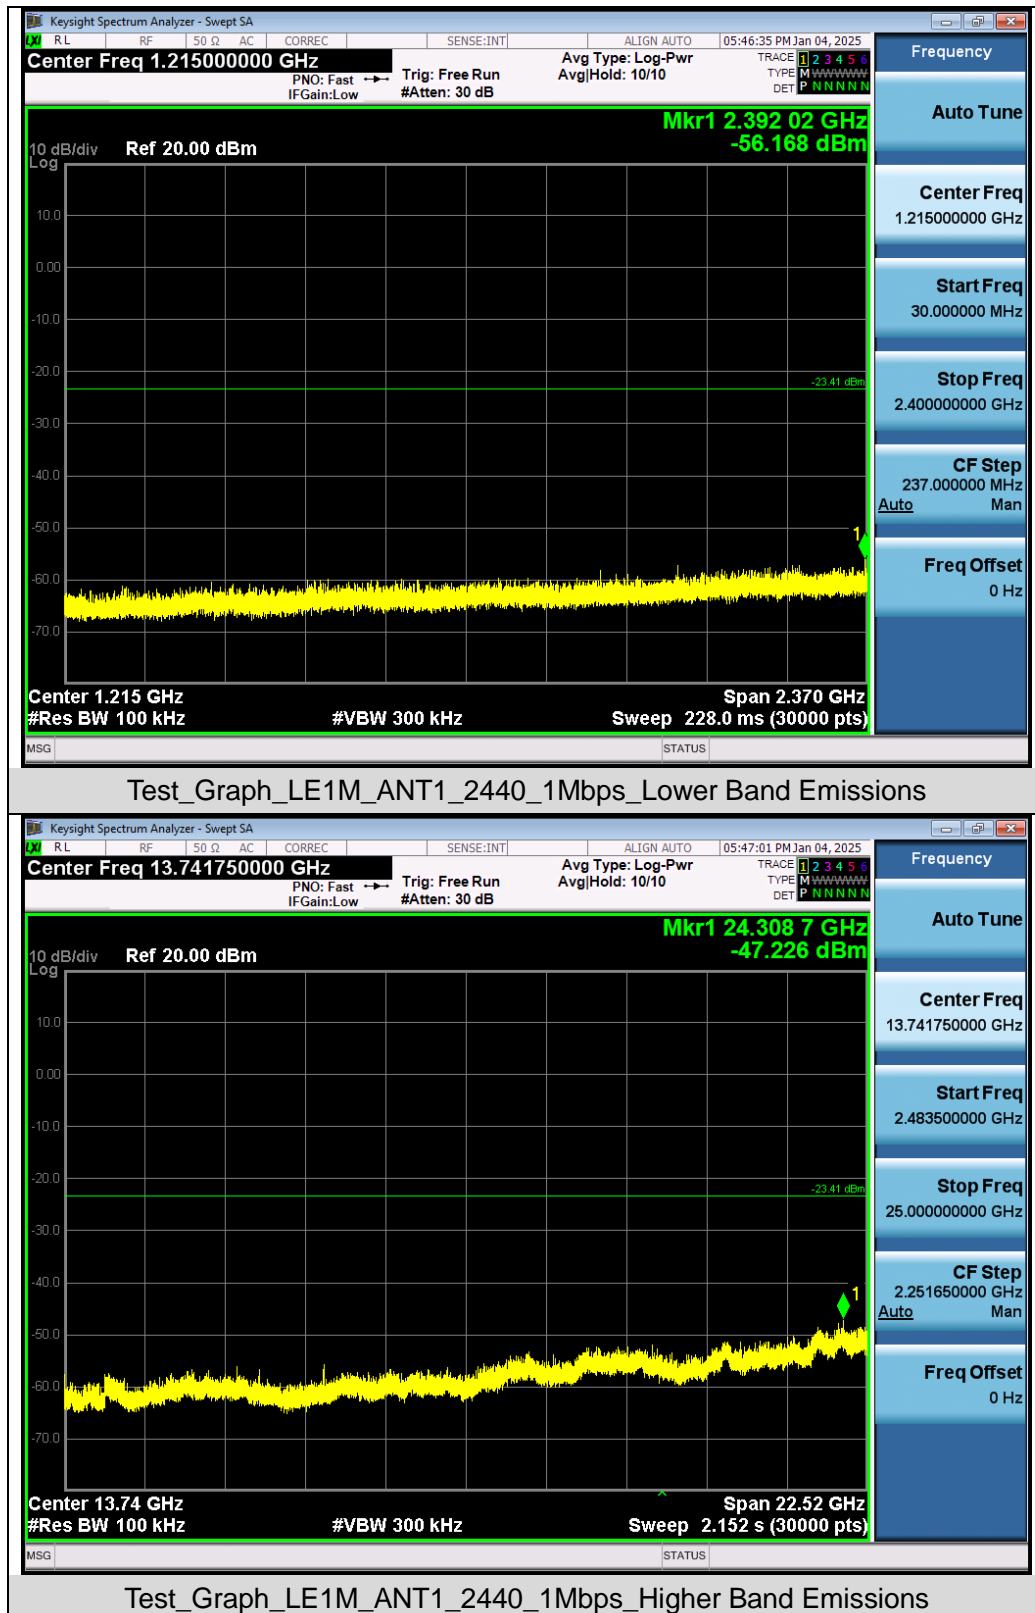 Keysight Spectrum Analyzer - Swept SA
LXI RL RF 50 Ω AC CORREC SENSE:INT ALIGN AUTO 05:46:35 PM Jan 04, 2025
Center Freq 1.215000000 GHz Avg Type: Log-Pwr TRACE 1 2 3 4 5 6
PNO: Fast Trig: Free Run Avg|Hold: 10/10 TYPE M WWWWW
IFGain:Low #Atten: 30 dB DET P N N N N N
Mkr1 2.392 02 GHz
-56.168 dBm
10 dB/div Ref 20.00 dBm
Log
10.0
0.00
-10.0
-20.0
-23.41 dBm
-30.0
-40.0
-50.0
1
-60.0
-70.0
Center 1.215 GHz Span 2.370 GHz
#Res BW 100 kHz #VBW 300 kHz Sweep 228.0 ms (30000 pts)
MSG STATUS
Frequency
Auto Tune
Center Freq
1.215000000 GHz
Start Freq
30.000000 MHz
Stop Freq
2.400000000 GHz
CF Step
237.000000 MHz
Auto Man
Freq Offset
0 Hz
Test_Graph_LE1M_ANT1_2440_1Mbps_Lower Band Emissions
Keysight Spectrum Analyzer - Swept SA
LXI RL RF 50 Ω AC CORREC SENSE:INT ALIGN AUTO 05:47:01 PM Jan 04, 2025
Center Freq 13.741750000 GHz Avg Type: Log-Pwr TRACE 1 2 3 4 5 6
PNO: Fast Trig: Free Run Avg|Hold: 10/10 TYPE M WWWWW
IFGain:Low #Atten: 30 dB DET P N N N N N
Mkr1 24.308 7 GHz
-47.226 dBm
10 dB/div Ref 20.00 dBm
Log
10.0
0.00
-10.0
-20.0
-23.41 dBm
-30.0
-40.0
1
-50.0
-60.0
-70.0
Center 13.74 GHz Span 22.52 GHz
#Res BW 100 kHz #VBW 300 kHz Sweep 2.152 s (30000 pts)
MSG STATUS
Frequency
Auto Tune
Center Freq
13.741750000 GHz
Start Freq
2.483500000 GHz
Stop Freq
25.000000000 GHz
CF Step
2.251650000 GHz
Auto Man
Freq Offset
0 Hz
Test_Graph_LE1M_ANT1_2440_1Mbps_Higher Band Emissions